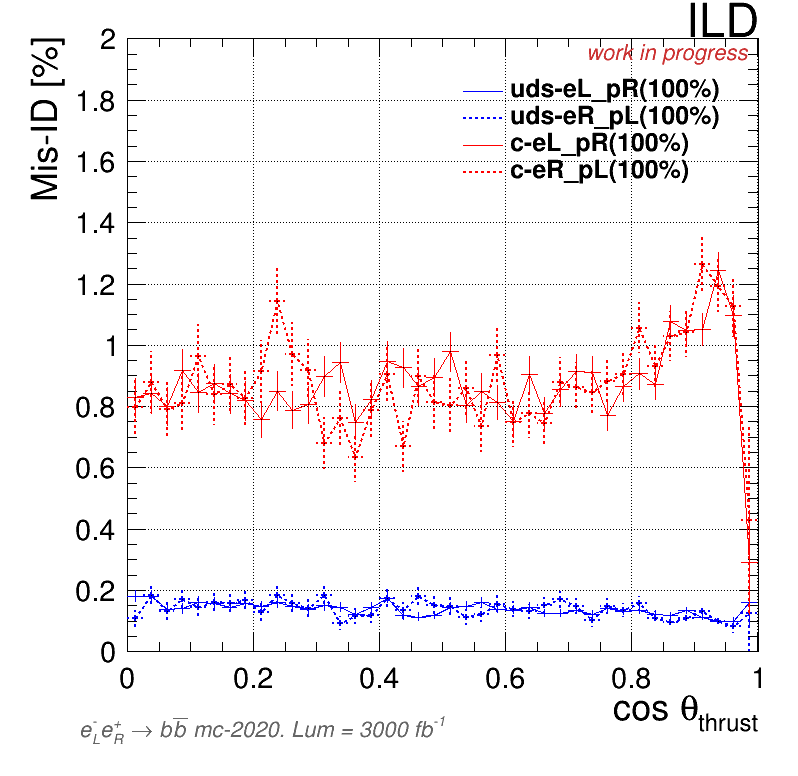 ILD
work in progress
Mis-ID [%]
uds-eL_pR(100%)
uds-eR_pL(100%)
c-eL_pR(100%)
c-eR_pL(100%)
2
1.8
1.6
1.4
1.2
1
0.8
0.6
0.4
0.2
0
0 0.2 0.4 0.6 0.8 1
cos θthrust
e⁻Le⁺R → bb̅ mc-2020. Lum = 3000 fb⁻¹